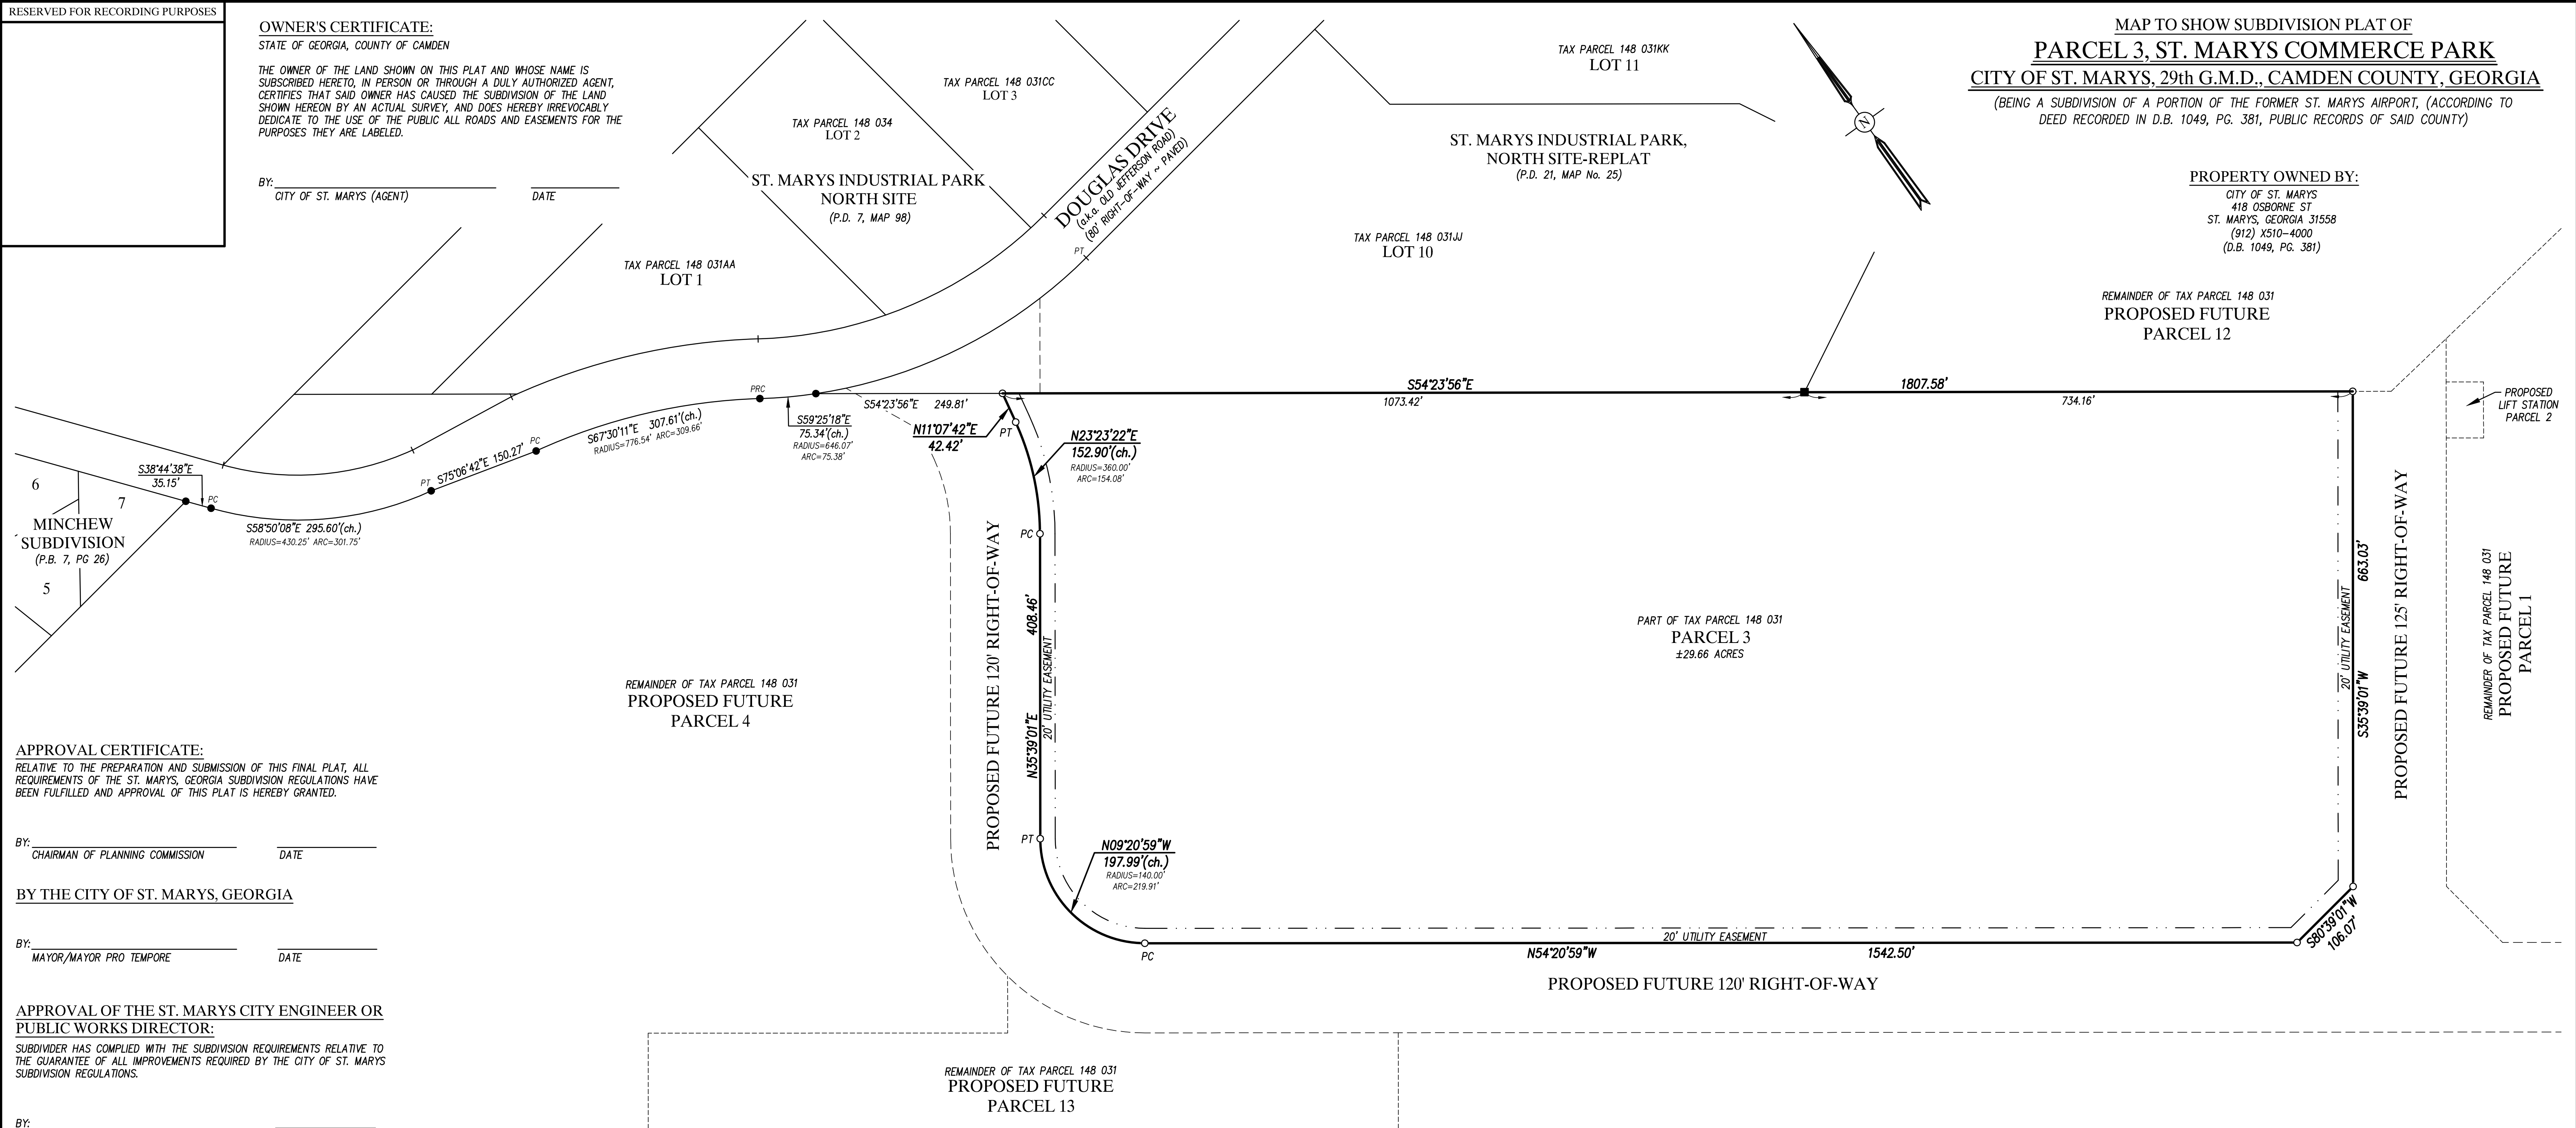 RESERVED FOR RECORDING PURPOSES
OWNER'S CERTIFICATE:
STATE OF GEORGIA, COUNTY OF CAMDEN
THE OWNER OF THE LAND SHOWN ON THIS PLAT AND WHOSE NAME IS
SUBSCRIBED HERETO, IN PERSON OR THROUGH A DULY AUTHORIZED AGENT,
CERTIFIES THAT SAID OWNER HAS CAUSED THE SUBDIVISION OF THE LAND
SHOWN HEREON BY AN ACTUAL SURVEY, AND DOES HEREBY IRREVOCABLY
DEDICATE TO THE USE OF THE PUBLIC ALL ROADS AND EASEMENTS FOR THE
PURPOSES THEY ARE LABELED.
BY:
CITY OF ST. MARYS (AGENT)
DATE
MAP TO SHOW SUBDIVISION PLAT OF
PARCEL 3, ST. MARYS COMMERCE PARK
CITY OF ST. MARYS, 29th G.M.D., CAMDEN COUNTY, GEORGIA
(BEING A SUBDIVISION OF A PORTION OF THE FORMER ST. MARYS AIRPORT, (ACCORDING TO
DEED RECORDED IN D.B. 1049, PG. 381, PUBLIC RECORDS OF SAID COUNTY)
PROPERTY OWNED BY:
CITY OF ST. MARYS
418 OSBORNE ST
ST. MARYS, GEORGIA 31558
(912) X510-4000
(D.B. 1049, PG. 381)
N
TAX PARCEL 148 031CC
LOT 3
TAX PARCEL 148 034
LOT 2
ST. MARYS INDUSTRIAL PARK
NORTH SITE
(P.D. 7, MAP 98)
TAX PARCEL 148 031AA
LOT 1
DOUGLAS DRIVE
(a.k.a. OLD JEFFERSON ROAD)
(80' RIGHT-OF-WAY ~ PAVED)
PT
TAX PARCEL 148 031KK
LOT 11
ST. MARYS INDUSTRIAL PARK,
NORTH SITE-REPLAT
(P.D. 21, MAP No. 25)
TAX PARCEL 148 031JJ
LOT 10
REMAINDER OF TAX PARCEL 148 031
PROPOSED FUTURE
PARCEL 12
PROPOSED
LIFT STATION
PARCEL 2
6
7
MINCHEW
SUBDIVISION
(P.B. 7, PG 26)
5
S38°44'38"E
35.15'
PC
S58°50'08"E 295.60'(ch.)
RADIUS=430.25' ARC=301.75'
PT
S75°06'42"E 150.27'
PC
S67°30'11"E 307.61'(ch.)
RADIUS=776.54' ARC=309.66'
PRC
S59°25'18"E
75.34'(ch.)
RADIUS=646.07'
ARC=75.38'
S54°23'56"E 249.81'
N11°07'42"E
42.42'
PT
N23°23'22"E
152.90'(ch.)
RADIUS=360.00'
ARC=154.08'
S54°23'56"E
1807.58'
1073.42'
734.16'
PC
PROPOSED FUTURE 120' RIGHT-OF-WAY
N35°39'01"E
408.46'
20' UTILITY EASEMENT
PT
N09°20'59"W
197.99'(ch.)
RADIUS=140.00'
ARC=219.91'
PC
PART OF TAX PARCEL 148 031
PARCEL 3
±29.66 ACRES
20' UTILITY EASEMENT
S35°39'01"W
663.03'
PROPOSED FUTURE 125' RIGHT-OF-WAY
REMAINDER OF TAX PARCEL 148 031
PROPOSED FUTURE
PARCEL 1
S80°39'01"W
106.07'
20' UTILITY EASEMENT
N54°20'59"W
1542.50'
PROPOSED FUTURE 120' RIGHT-OF-WAY
REMAINDER OF TAX PARCEL 148 031
PROPOSED FUTURE
PARCEL 4
REMAINDER OF TAX PARCEL 148 031
PROPOSED FUTURE
PARCEL 13
APPROVAL CERTIFICATE:
RELATIVE TO THE PREPARATION AND SUBMISSION OF THIS FINAL PLAT, ALL
REQUIREMENTS OF THE ST. MARYS, GEORGIA SUBDIVISION REGULATIONS HAVE
BEEN FULFILLED AND APPROVAL OF THIS PLAT IS HEREBY GRANTED.
BY:
CHAIRMAN OF PLANNING COMMISSION
DATE
BY THE CITY OF ST. MARYS, GEORGIA
BY:
MAYOR/MAYOR PRO TEMPORE
DATE
APPROVAL OF THE ST. MARYS CITY ENGINEER OR
PUBLIC WORKS DIRECTOR:
SUBDIVIDER HAS COMPLIED WITH THE SUBDIVISION REQUIREMENTS RELATIVE TO
THE GUARANTEE OF ALL IMPROVEMENTS REQUIRED BY THE CITY OF ST. MARYS
SUBDIVISION REGULATIONS.
BY: